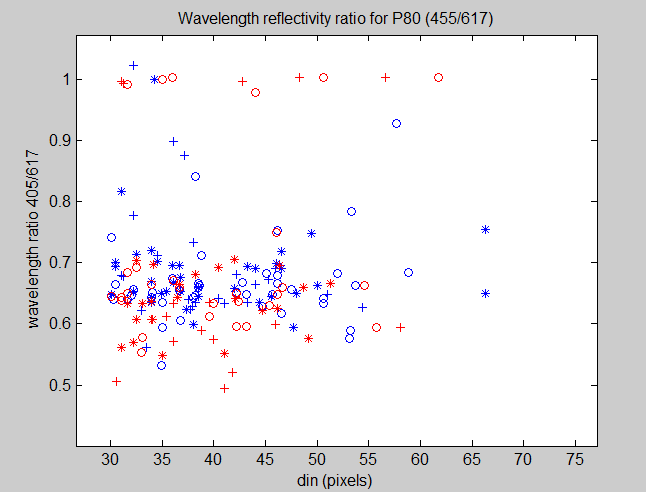 Wavelength reflectivity ratio for P80 (455/617)
1
0.9
0.8
0.7
0.6
0.5
wavelength ratio 405/617
30 35 40 45 50 55 60 65 70 75
din (pixels)